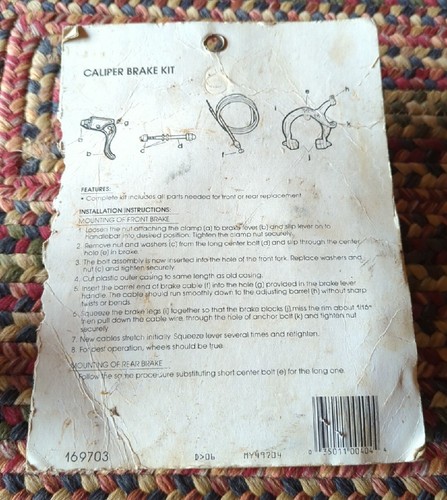 CALIPER BRAKE KIT
FEATURES:
• Complete kit includes all parts needed for front or rear replacement
INSTALLATION INSTRUCTIONS
MOUNTING OF FRONT BRAKE
1. Loosen the nut attaching the clamp (a) to brake lever (b) and slip lever on to
handlebar into desired position. Tighten the clamp nut securely.
2. Remove nut and washers (c) from the long center bolt (d) and slip through the center
hole (e) in brake.
3. The bolt assembly is now inserted into the hole of the front fork. Replace washers and
nut (c) and tighten securely.
4. Cut plastic outer casing to same length as old casing.
5. Insert the barrel end of brake cable (f) into the hole (g) provided in the brake lever
handle. The cable should run smoothly down to the adjusting barrel (h) without sharp
twists or bends.
6. Squeeze the brake legs (i) together so that the brake blocks (j) miss the rim about 1/16"
then pull down the cable wire, through the hole of anchor bolt (k) and tighten nut
securely
7. New cables stretch initially. Squeeze lever several times and retighten.
8. For best operation, wheels should be true.
MOUNTING OF REAR BRAKE
Follow the same procedure substituting short center bolt (e) for the long one.
169703 D>06 MY99704 0 35011 00404 4